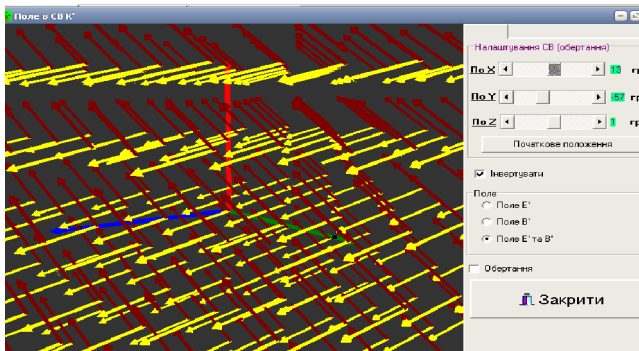 Поле в СВ K'
Налаштування СВ (обертання)
По X 13 гр
По Y -57 гр
По Z 1 гр
Початкове положення
Інвертувати
Поле
Поле E'
Поле B'
Поле E' та B'
Обертання
Закрити